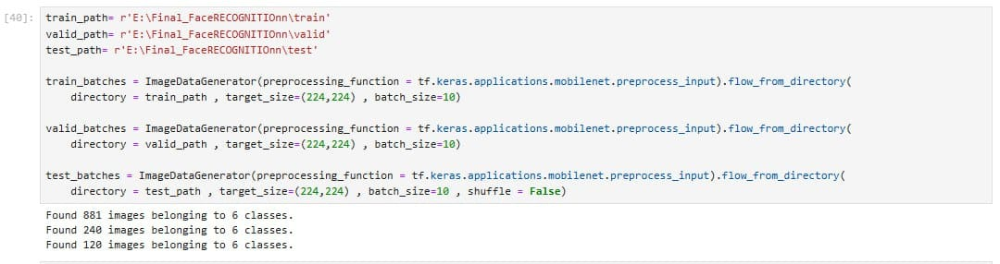 [40]: train_path= r'E:\Final_FaceRECOGNITIOnn\train'
valid_path= r'E:\Final_FaceRECOGNITIOnn\valid'
test_path= r'E:\Final_FaceRECOGNITIOnn\test'
train_batches = ImageDataGenerator(preprocessing_function = tf.keras.applications.mobilenet.preprocess_input).flow_from_directory(
directory = train_path , target_size=(224,224) , batch_size=10)
valid_batches = ImageDataGenerator(preprocessing_function = tf.keras.applications.mobilenet.preprocess_input).flow_from_directory(
directory = valid_path , target_size=(224,224) , batch_size=10)
test_batches = ImageDataGenerator(preprocessing_function = tf.keras.applications.mobilenet.preprocess_input).flow_from_directory(
directory = test_path , target_size=(224,224) , batch_size=10 , shuffle = False)
Found 881 images belonging to 6 classes.
Found 240 images belonging to 6 classes.
Found 120 images belonging to 6 classes.